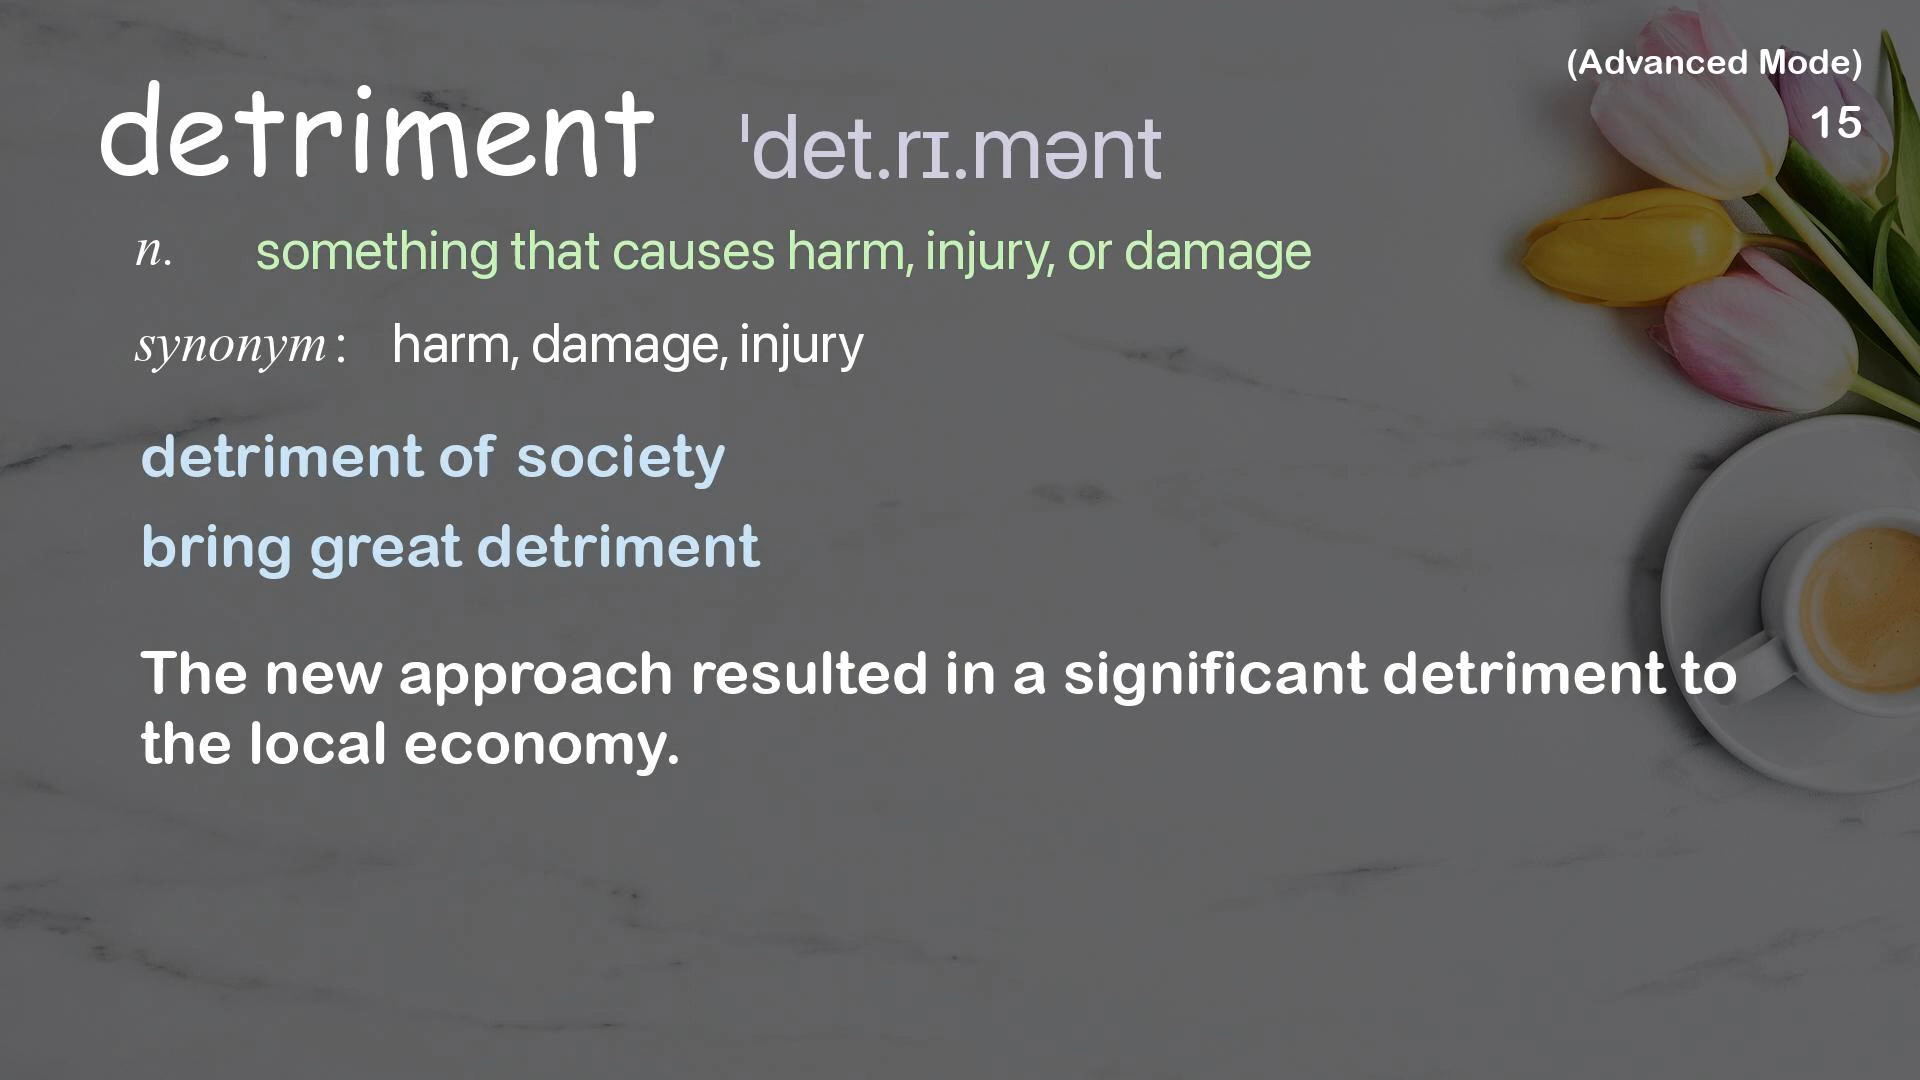 (Advanced Mode)
15
detriment ˈdet.rɪ.mənt
n. something that causes harm, injury, or damage
synonym: harm, damage, injury
detriment of society
bring great detriment
The new approach resulted in a significant detriment to
the local economy.